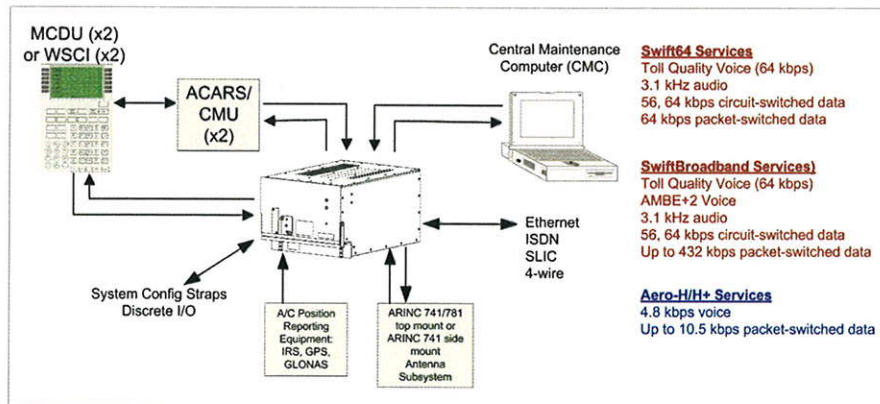 MCDU (x2)
or WSCI (x2)
ACARS/
CMU
(x2)
Central Maintenance
Computer (CMC)
Ethernet
ISDN
SLIC
4-wire
System Config Straps
Discrete I/O
A/C Position
Reporting
Equipment:
IRS, GPS,
GLONAS
ARINC 741/781
top mount or
ARINC 741 side
mount
Antenna
Subsystem
Swift64 Services
Toll Quality Voice (64 kbps)
3.1 kHz audio
56, 64 kbps circuit-switched data
64 kbps packet-switched data
SwiftBroadband Services)
Toll Quality Voice (64 kbps)
AMBE+2 Voice
3.1 kHz audio
56, 64 kbps circuit-switched data
Up to 432 kbps packet-switched data
Aero-H/H+ Services
4.8 kbps voice
Up to 10.5 kbps packet-switched data